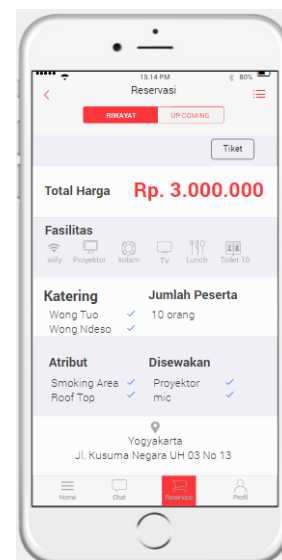 15:14 PM 80%
Reservasi
RIWAYAT UP COMING
Tiket
Total Harga Rp. 3.000.000
Fasilitas
wify Proyektor kolam TV Lunch Toilet 10
Katering Jumlah Peserta
Wong Tuo 10 orang
Wong Ndeso
Atribut Disewakan
Smoking Area Proyektor
Roof Top mic
Yogyakarta
Jl. Kusuma Negara UH 03 No 13
Home Chat Reservasi Profil